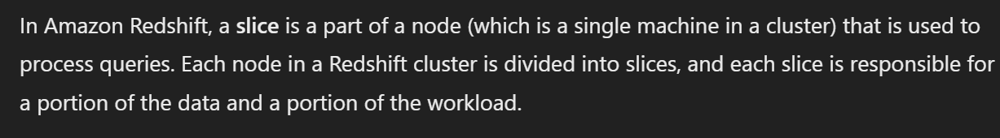 In Amazon Redshift, a slice is a part of a node (which is a single machine in a cluster) that is used to
process queries. Each node in a Redshift cluster is divided into slices, and each slice is responsible for
a portion of the data and a portion of the workload.